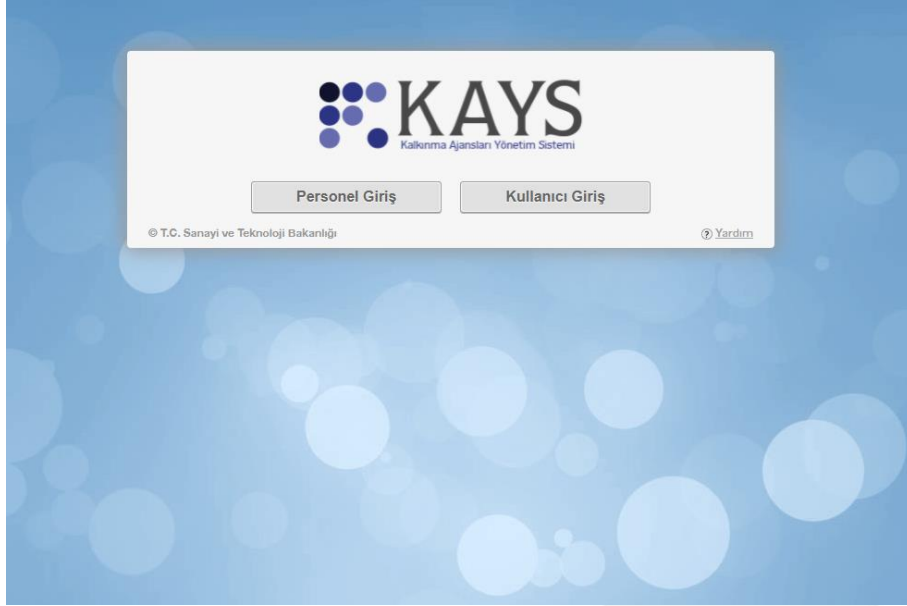 KAYS
Kalkınma Ajansları Yönetim Sistemi
Personel Giriş
Kullanıcı Giriş
© T.C. Sanayi ve Teknoloji Bakanlığı
? Yardım